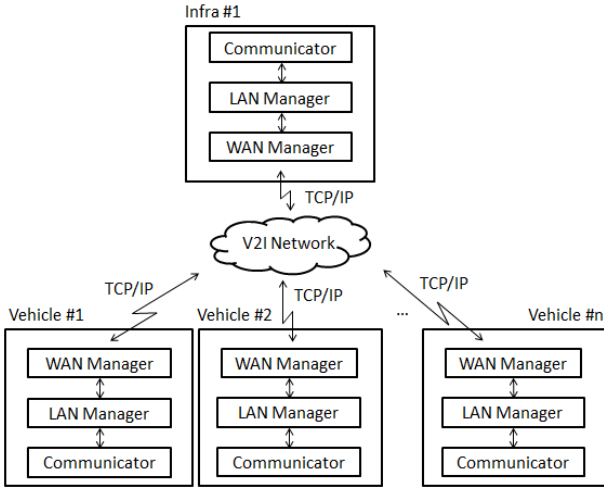 Infra #1
Communicator
LAN Manager
WAN Manager
TCP/IP
V2I Network
TCP/IP
TCP/IP
TCP/IP
...
Vehicle #1
Vehicle #2
Vehicle #n
WAN Manager
WAN Manager
WAN Manager
LAN Manager
LAN Manager
LAN Manager
Communicator
Communicator
Communicator